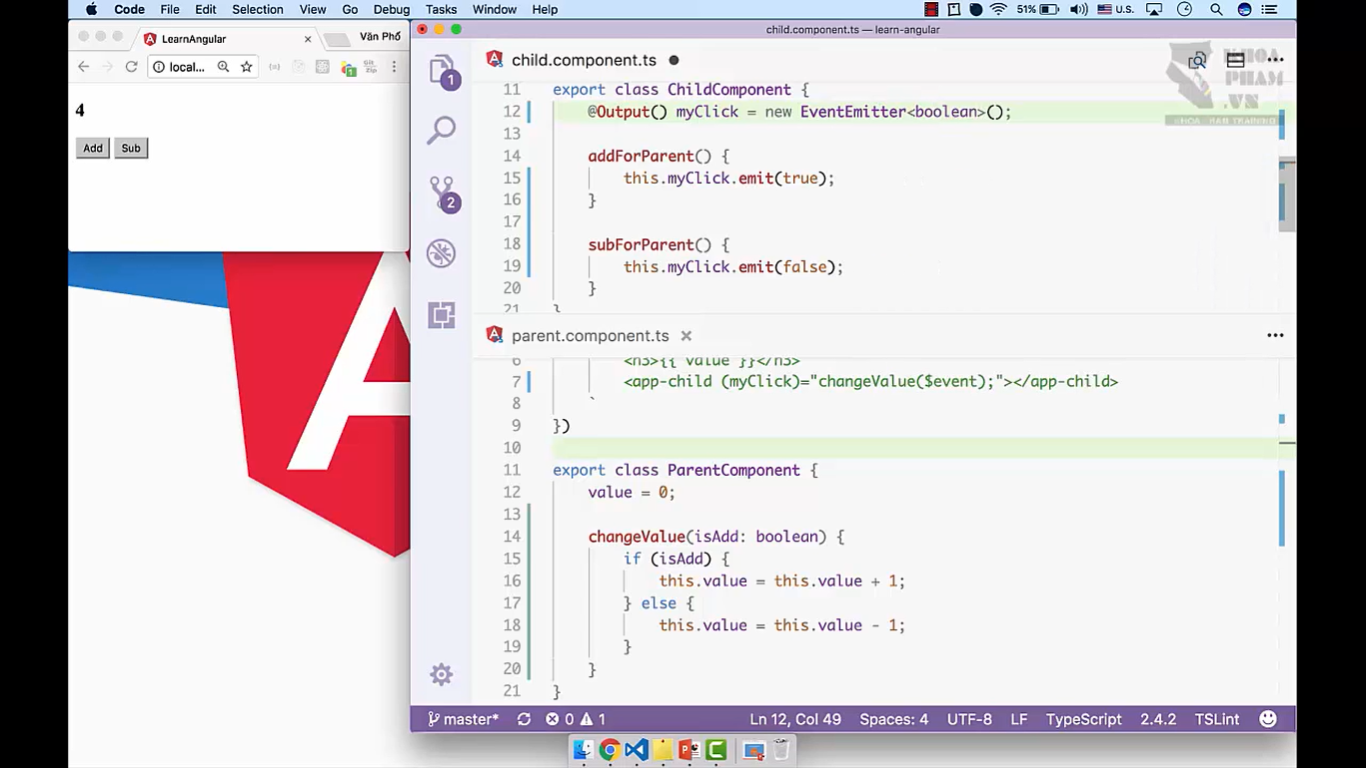 Code File Edit Selection View Go Debug Tasks Window Help 51% U.S.
LearnAngular
Văn Phố
local...
4
Add Sub
child.component.ts — learn-angular
1
2
child.component.ts
KHOA PHAM .VN
11 export class ChildComponent {
12 @Output() myClick = new EventEmitter<boolean>();
13
14 addForParent() {
15 this.myClick.emit(true);
16 }
17
18 subForParent() {
19 this.myClick.emit(false);
20 }
21 }
parent.component.ts
6 <h3>{{ value }}</h3>
7 <app-child (myClick)="changeValue($event);"></app-child>
8 `
9 })
10
11 export class ParentComponent {
12 value = 0;
13
14 changeValue(isAdd: boolean) {
15 if (isAdd) {
16 this.value = this.value + 1;
17 } else {
18 this.value = this.value - 1;
19 }
20 }
21 }
master* 0 1 Ln 12, Col 49 Spaces: 4 UTF-8 LF TypeScript 2.4.2 TSLint